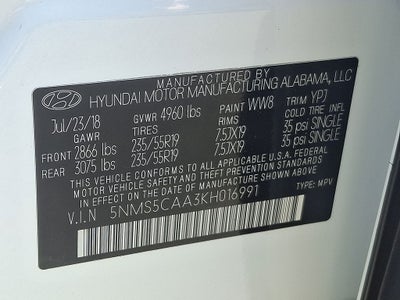 MANUFACTURED BY
HYUNDAI MOTOR MANUFACTURING ALABAMA, LLC
Jul/23/18 GVWR 4960 lbs PAINT WW8 TRIM YPJ
GAWR TIRES RIMS COLD TIRE INFL
FRONT 2866 lbs 235/55R19 7.5JX19 35 psi SINGLE
REAR 3075 lbs 235/55R19 7.5JX19 35 psi SINGLE
THIS VEHICLE CONFORMS TO ALL APPLICABLE U.S.A. FEDERAL
MOTOR VEHICLE SAFETY AND THEFT PREVENTION STANDARDS
IN EFFECT ON THE DATE OF MANUFACTURE SHOWN ABOVE.
V.I.N 5NMS5CAA3KH016991 TYPE: MPV